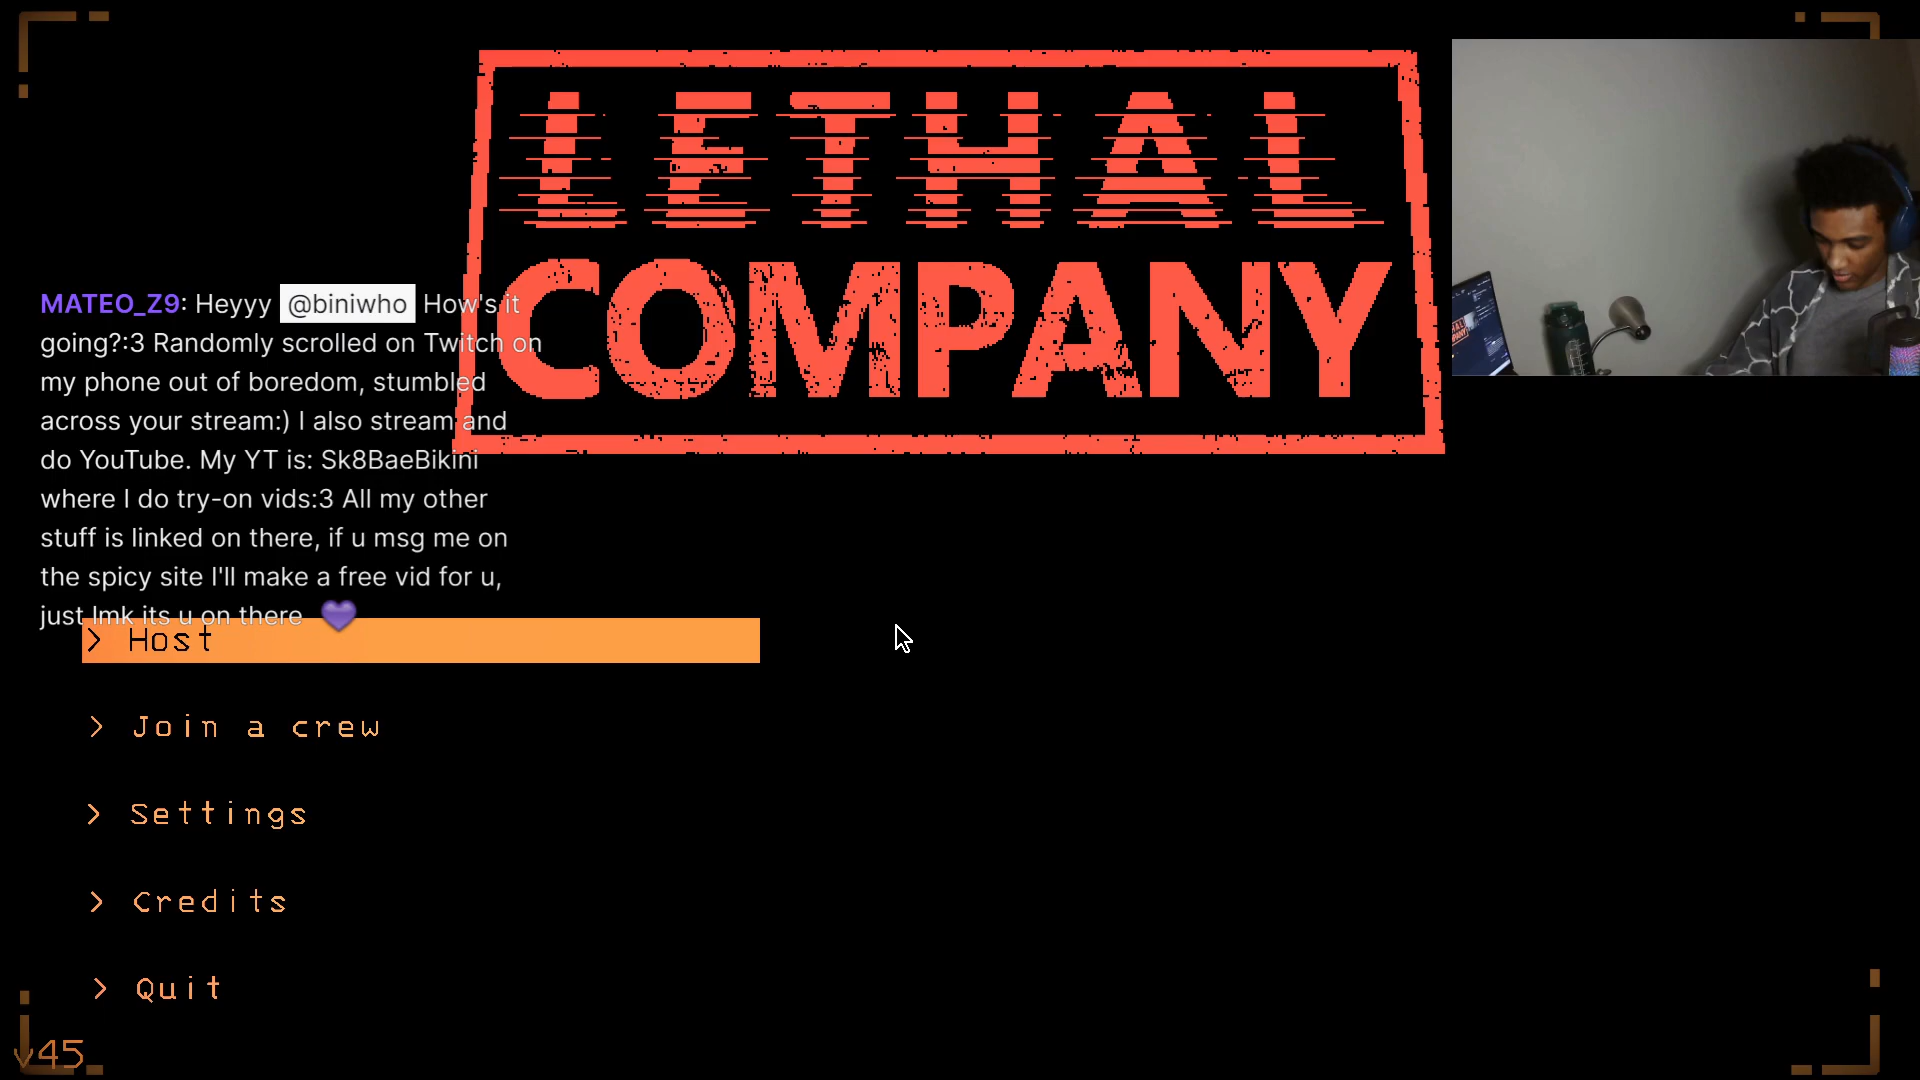 LETHAL
COMPANY
MATEO_Z9: Heyyy @biniwho How's it
going?:3 Randomly scrolled on Twitch on
my phone out of boredom, stumbled
across your stream:) I also stream and
do YouTube. My YT is: Sk8BaeBikini
where I do try-on vids:3 All my other
stuff is linked on there, if u msg me on
the spicy site I'll make a free vid for u,
just lmk its u on there 💜
> Host
> Join a crew
> Settings
> Credits
> Quit
v45